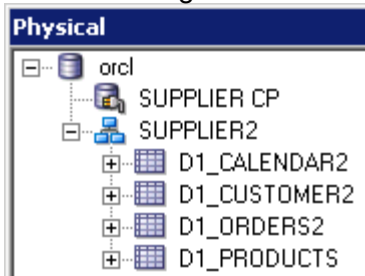 Physical
orcl
SUPPLIER CP
SUPPLIER2
D1_CALENDAR2
D1_CUSTOMER2
D1_ORDERS2
D1_PRODUCTS